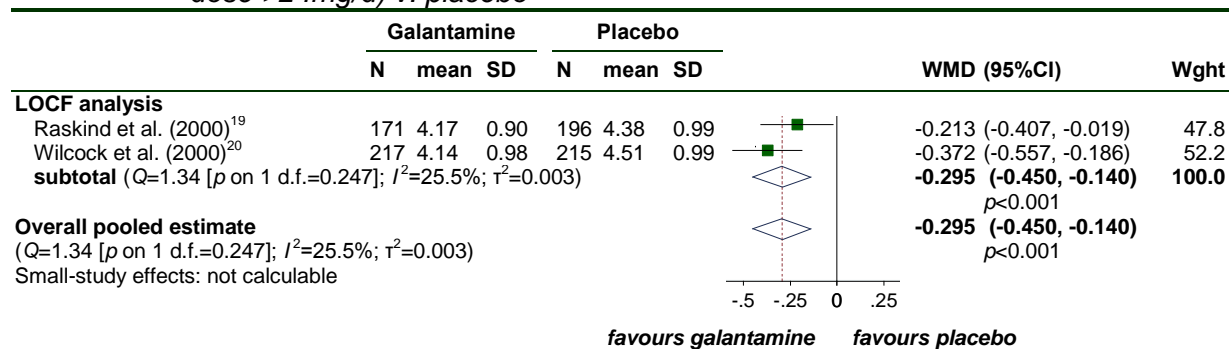 dose>24mg/d) v. placebo
Galantamine Placebo
N mean SD N mean SD WMD (95%CI) Wght
LOCF analysis
Raskind et al. (2000)19 171 4.17 0.90 196 4.38 0.99 -0.213 (-0.407, -0.019) 47.8
Wilcock et al. (2000)20 217 4.14 0.98 215 4.51 0.99 -0.372 (-0.557, -0.186) 52.2
subtotal (Q=1.34 [p on 1 d.f.=0.247]; I2=25.5%; τ2=0.003) -0.295 (-0.450, -0.140) 100.0
p<0.001
Overall pooled estimate -0.295 (-0.450, -0.140)
(Q=1.34 [p on 1 d.f.=0.247]; I2=25.5%; τ2=0.003) p<0.001
Small-study effects: not calculable
-.5 -.25 0 .25
favours galantamine favours placebo